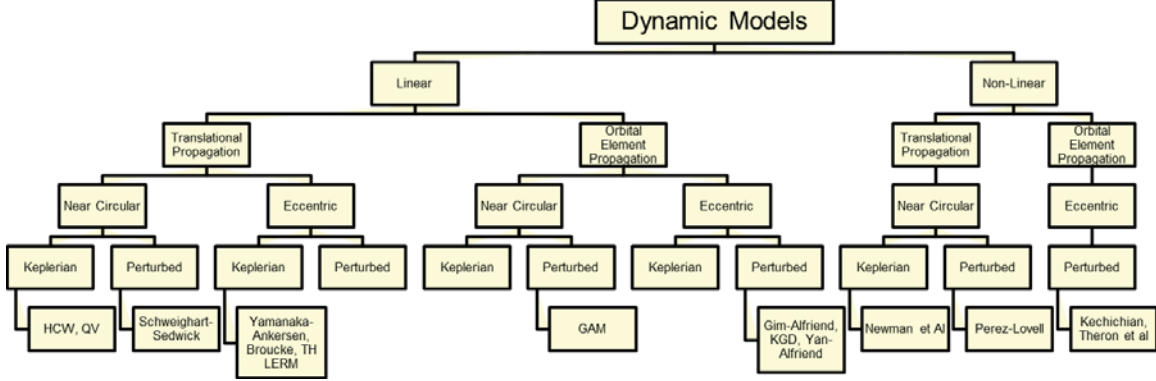 Dynamic Models
Linear
Non-Linear
Translational
Propagation
Orbital
Element
Propagation
Translational
Propagation
Orbital
Element
Propagation
Near Circular
Eccentric
Near Circular
Eccentric
Near Circular
Eccentric
Keplerian
Perturbed
Keplerian
Perturbed
Keplerian
Perturbed
Keplerian
Perturbed
Keplerian
Perturbed
Perturbed
HCW, QV
Schweighart-
Sedwick
Yamanaka-
Ankersen,
Broucke, TH
LERM
GAM
Gim-Alfriend,
KGD, Yan-
Alfriend
Newman et Al
Perez-Lovell
Kechichian,
Theron et al